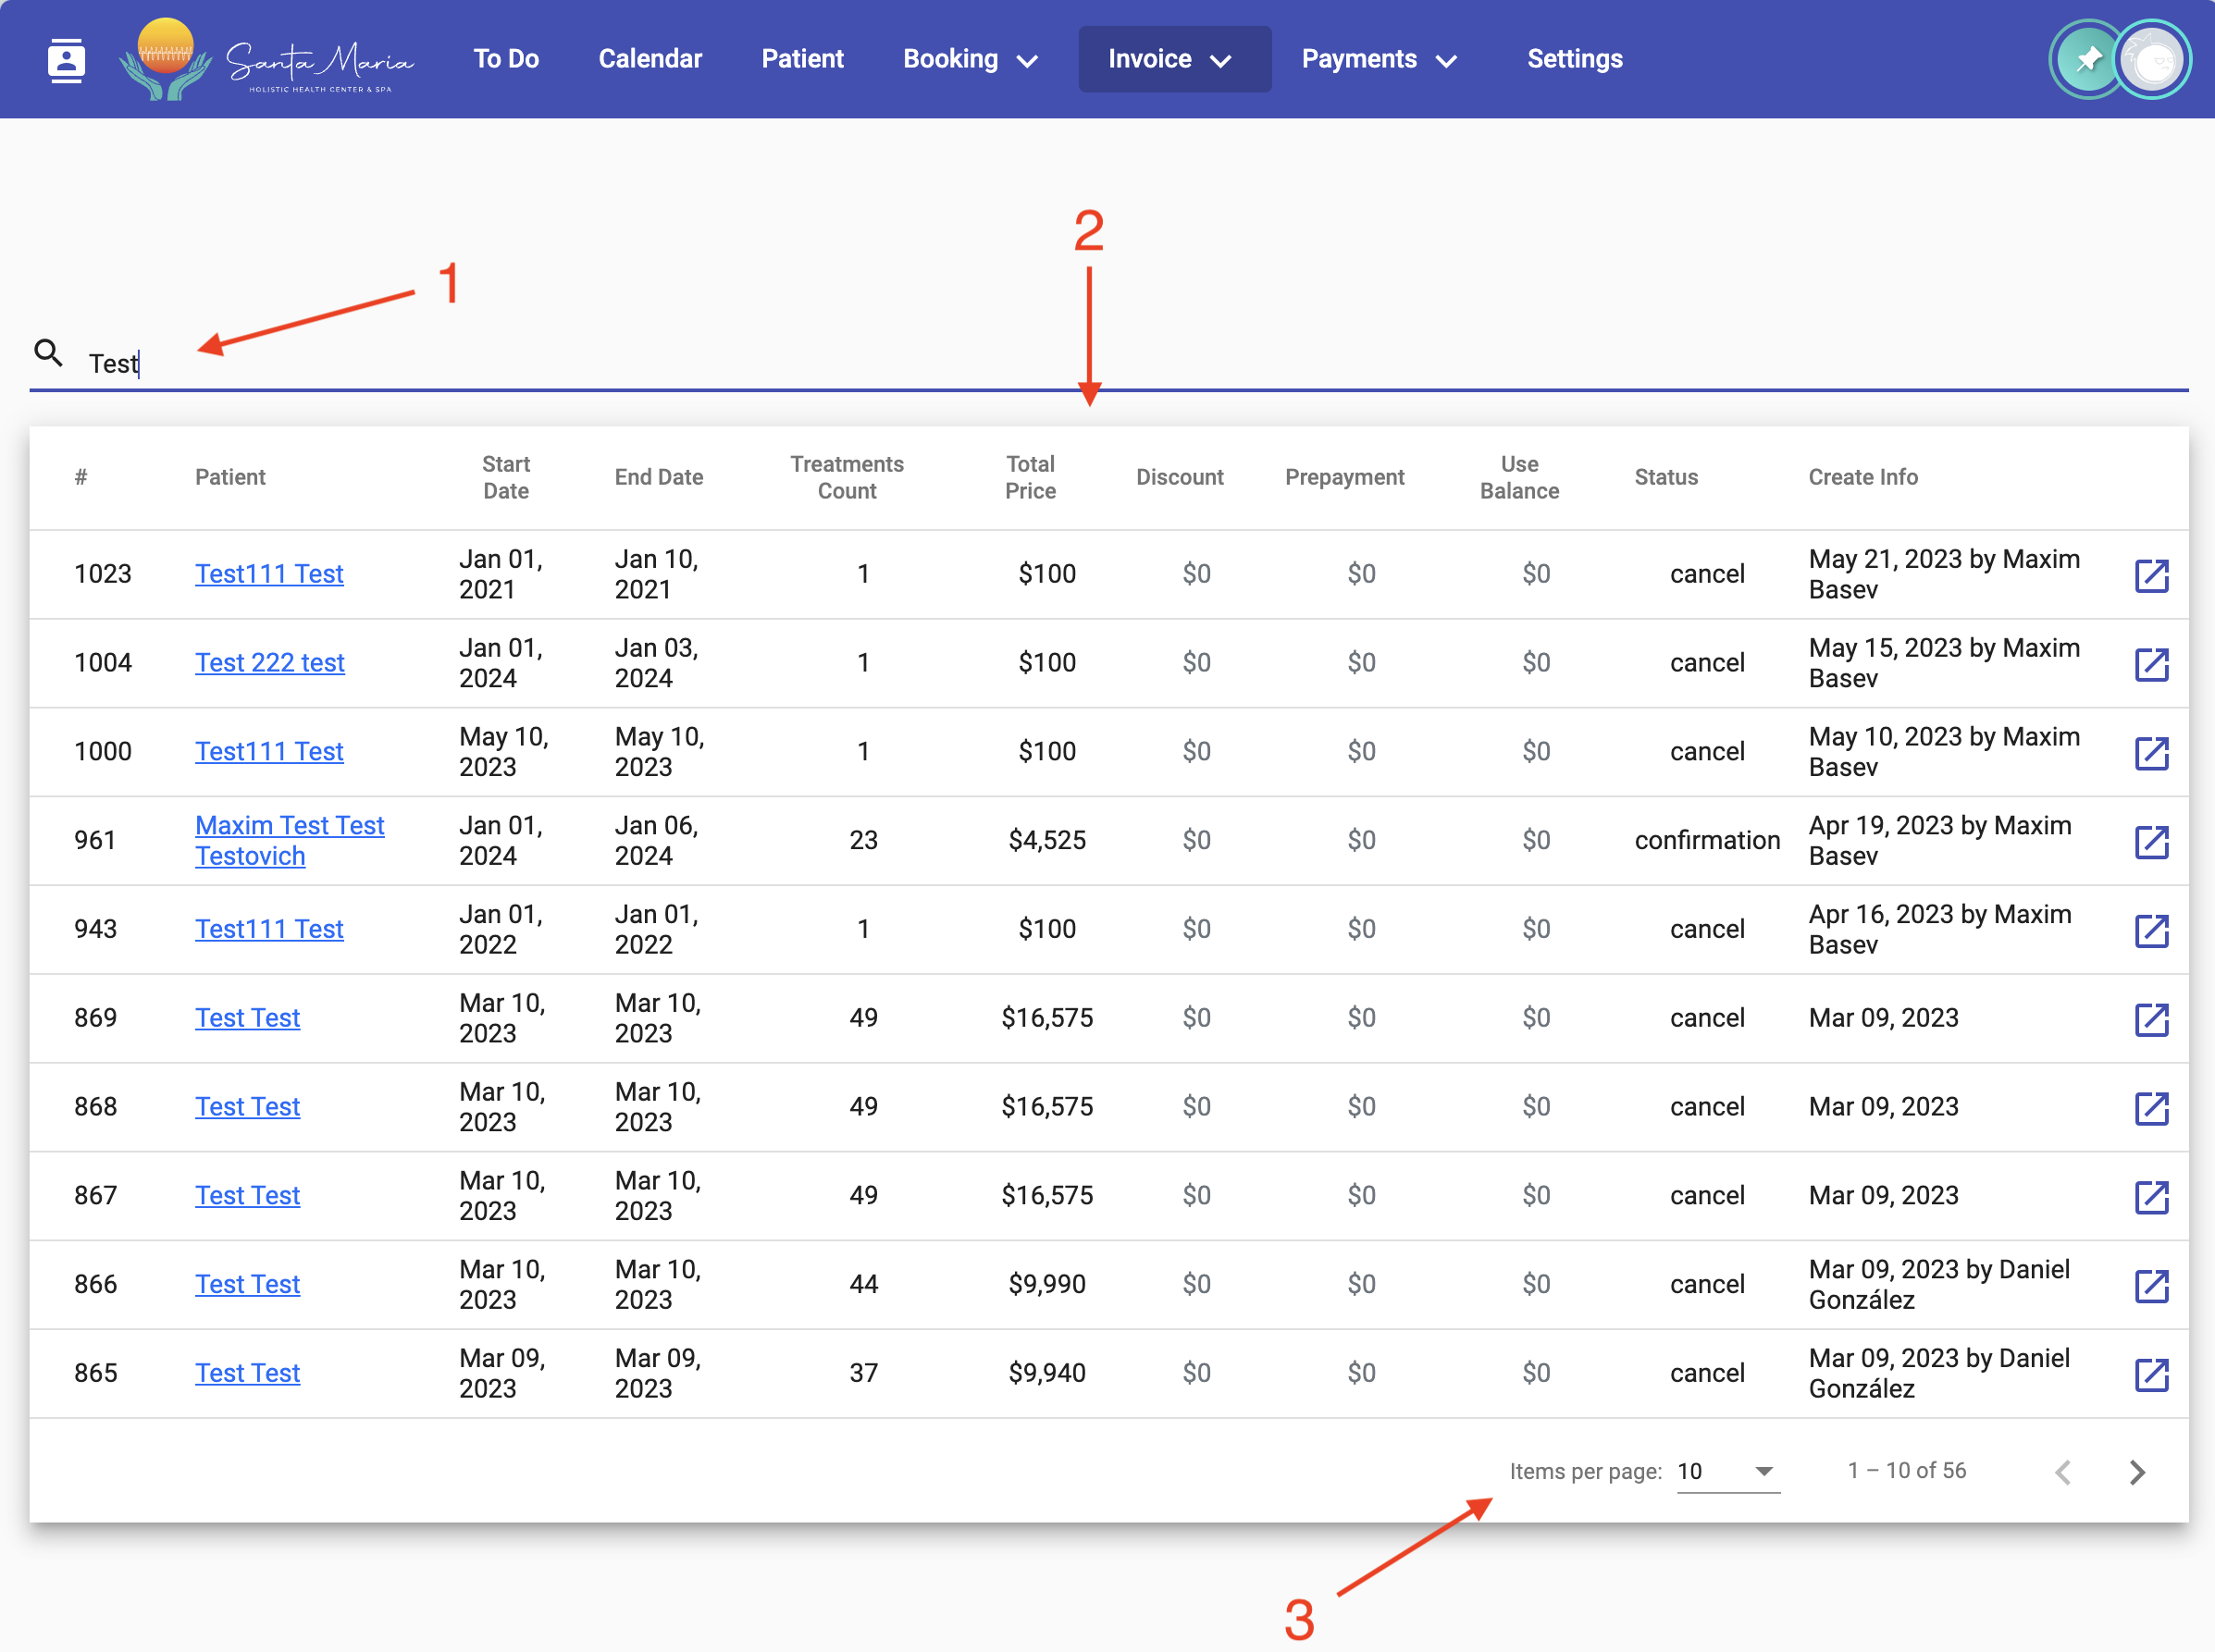 Santa Maria
HOLISTIC HEALTH CENTER & SPA
To Do Calendar Patient Booking Invoice Payments Settings
2
1
Test
# Patient Start Date End Date Treatments Count Total Price Discount Prepayment Use Balance Status Create Info
1023 Test111 Test Jan 01, 2021 Jan 10, 2021 1 $100 $0 $0 $0 cancel May 21, 2023 by Maxim Basev
1004 Test 222 test Jan 01, 2024 Jan 03, 2024 1 $100 $0 $0 $0 cancel May 15, 2023 by Maxim Basev
1000 Test111 Test May 10, 2023 May 10, 2023 1 $100 $0 $0 $0 cancel May 10, 2023 by Maxim Basev
961 Maxim Test Test Testovich Jan 01, 2024 Jan 06, 2024 23 $4,525 $0 $0 $0 confirmation Apr 19, 2023 by Maxim Basev
943 Test111 Test Jan 01, 2022 Jan 01, 2022 1 $100 $0 $0 $0 cancel Apr 16, 2023 by Maxim Basev
869 Test Test Mar 10, 2023 Mar 10, 2023 49 $16,575 $0 $0 $0 cancel Mar 09, 2023
868 Test Test Mar 10, 2023 Mar 10, 2023 49 $16,575 $0 $0 $0 cancel Mar 09, 2023
867 Test Test Mar 10, 2023 Mar 10, 2023 49 $16,575 $0 $0 $0 cancel Mar 09, 2023
866 Test Test Mar 10, 2023 Mar 10, 2023 44 $9,990 $0 $0 $0 cancel Mar 09, 2023 by Daniel González
865 Test Test Mar 09, 2023 Mar 09, 2023 37 $9,940 $0 $0 $0 cancel Mar 09, 2023 by Daniel González
Items per page: 10 1 – 10 of 56
3